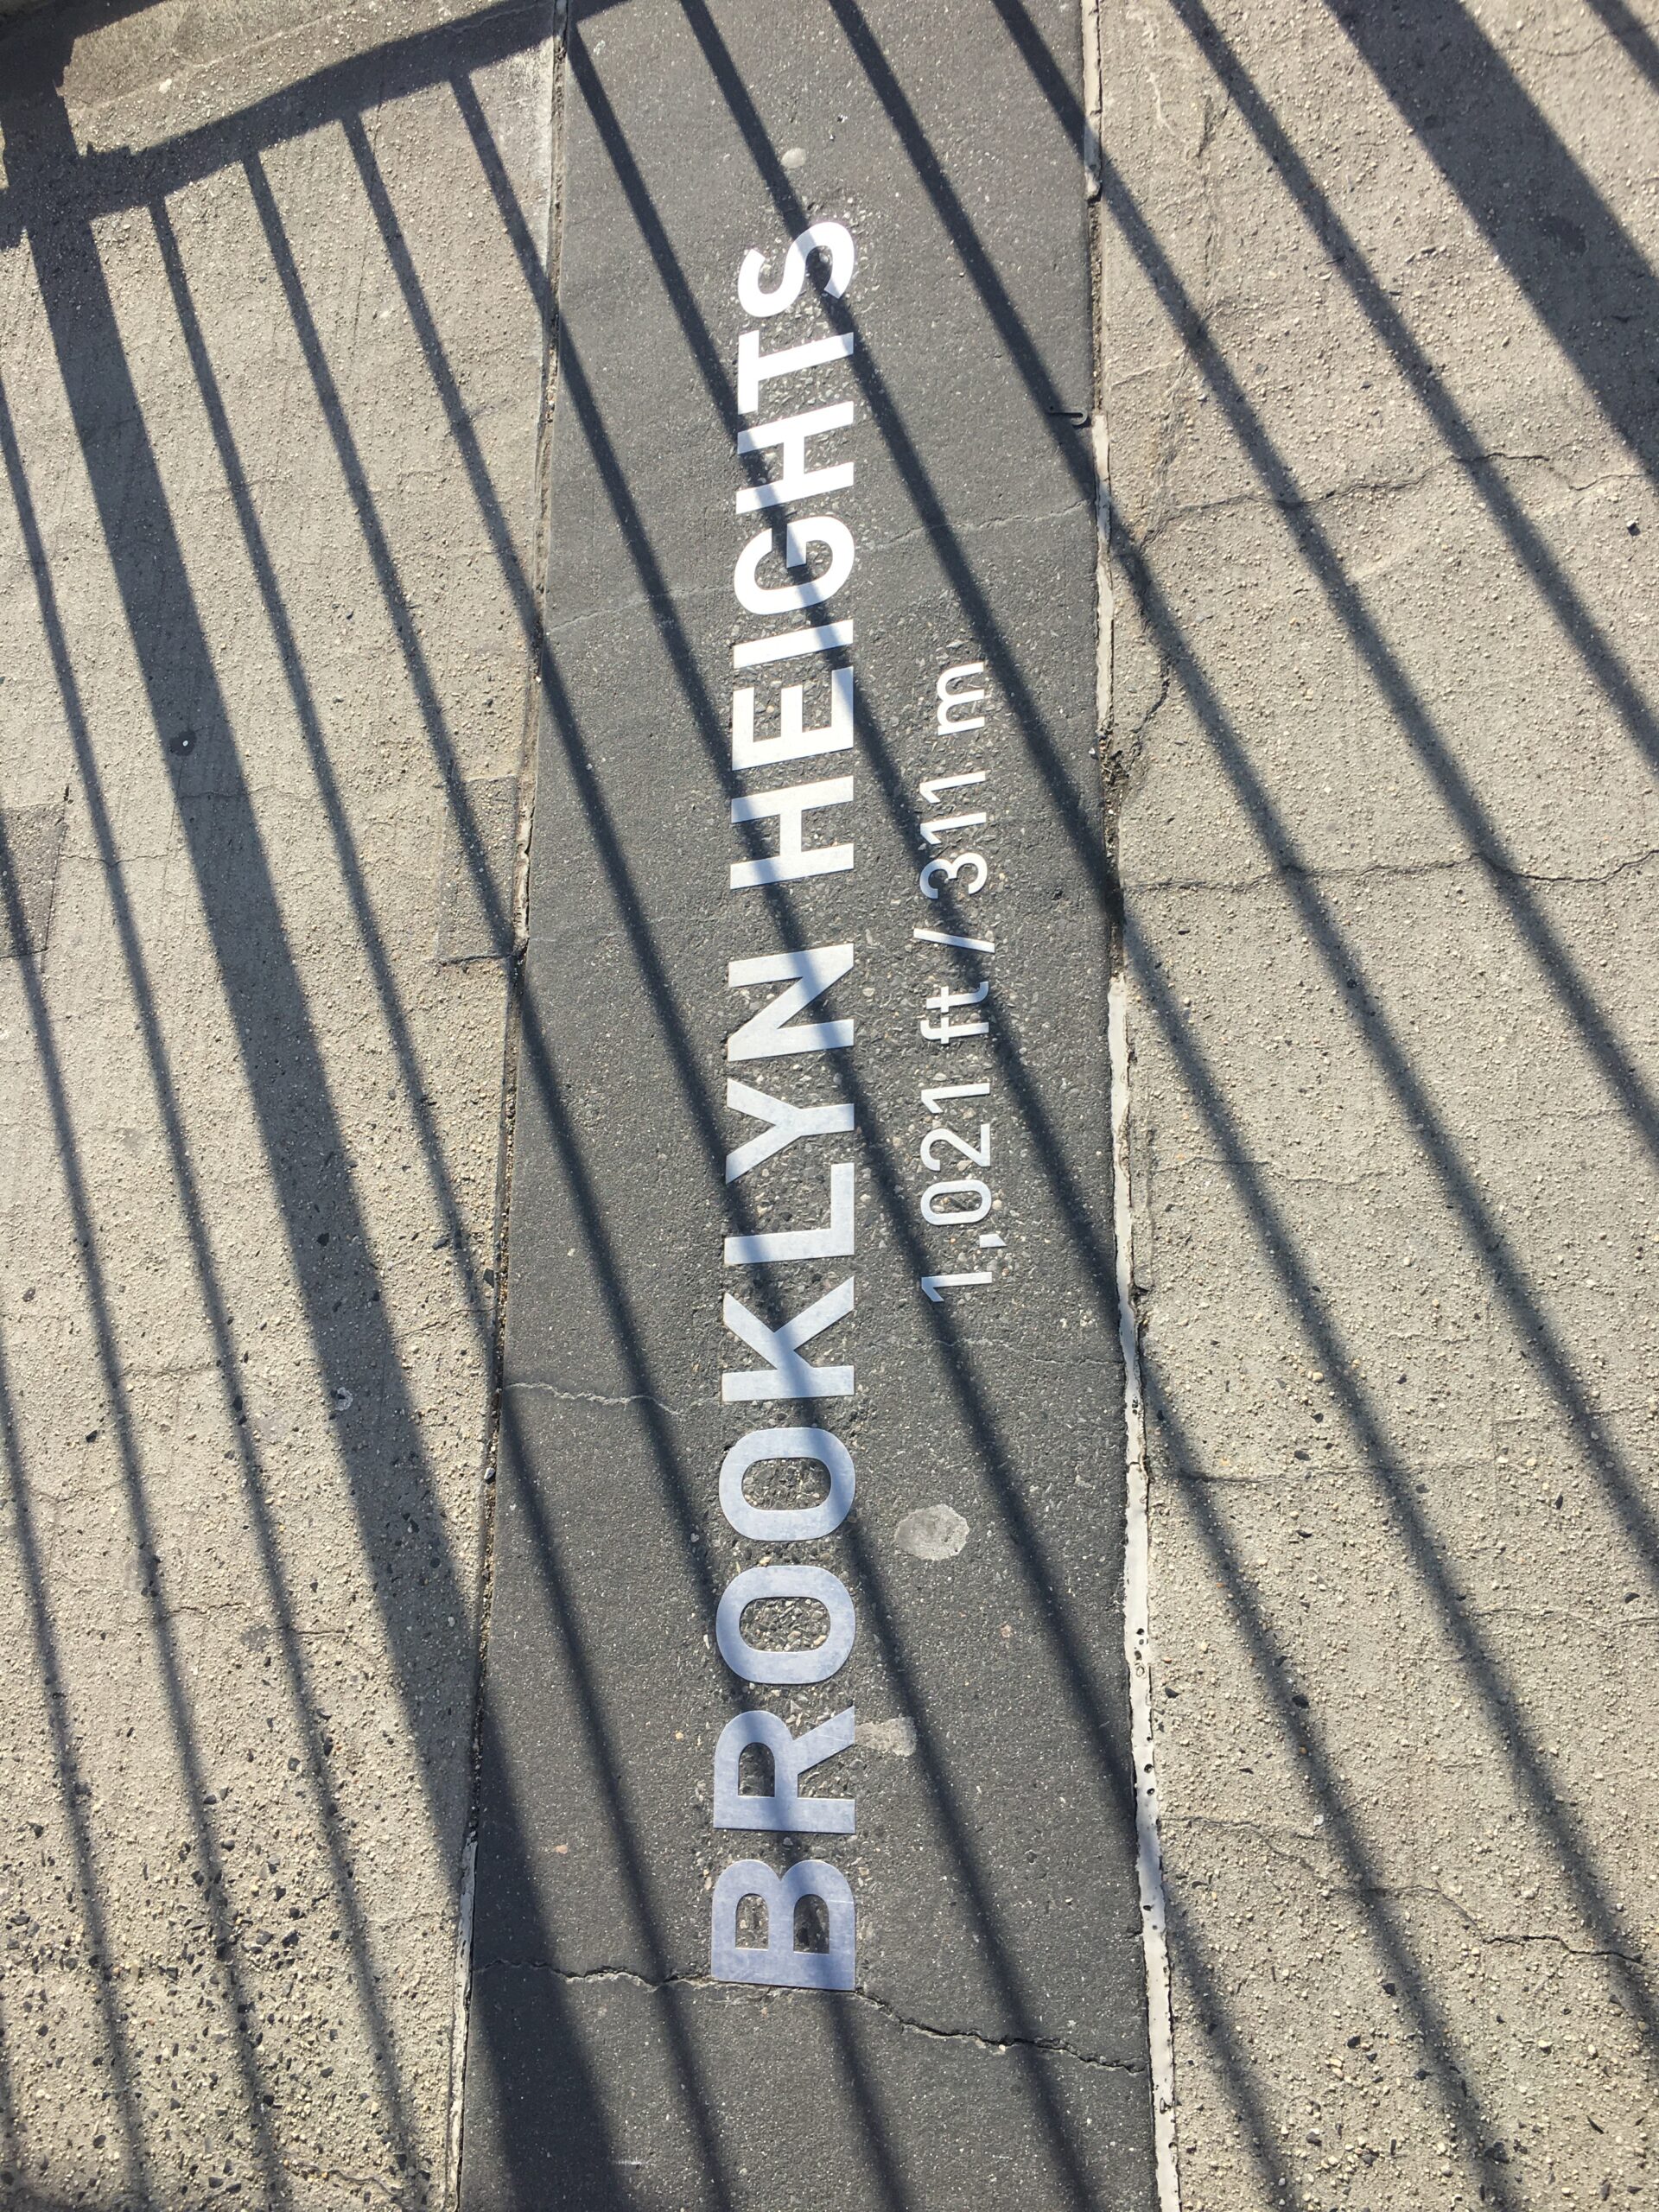 BROOKLYN HEIGHTS
1,021 ft / 311 m